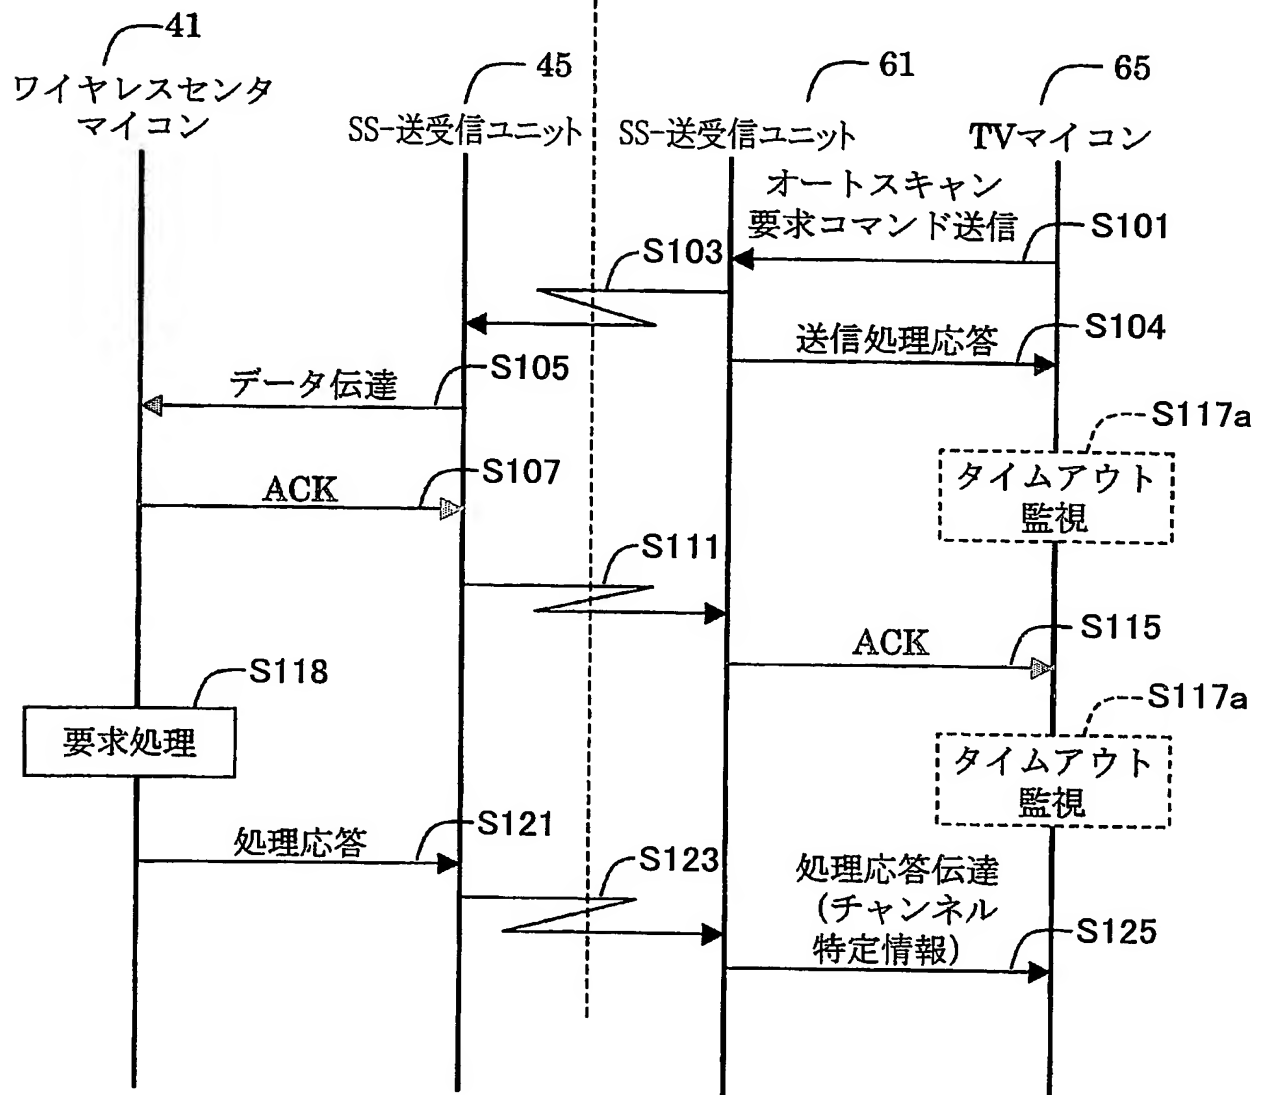 41
ワイヤレスセンタ
マイコン
45
SS-送受信ユニット
61
SS-送受信ユニット
65
TVマイコン
オートスキャン
要求コマンド送信
S101
S103
送信処理応答
S104
データ伝達
S105
S117a
タイムアウト
監視
ACK
S107
S111
ACK
S115
S118
要求処理
S117a
タイムアウト
監視
処理応答
S121
S123
処理応答伝達
(チャンネル
特定情報)
S125